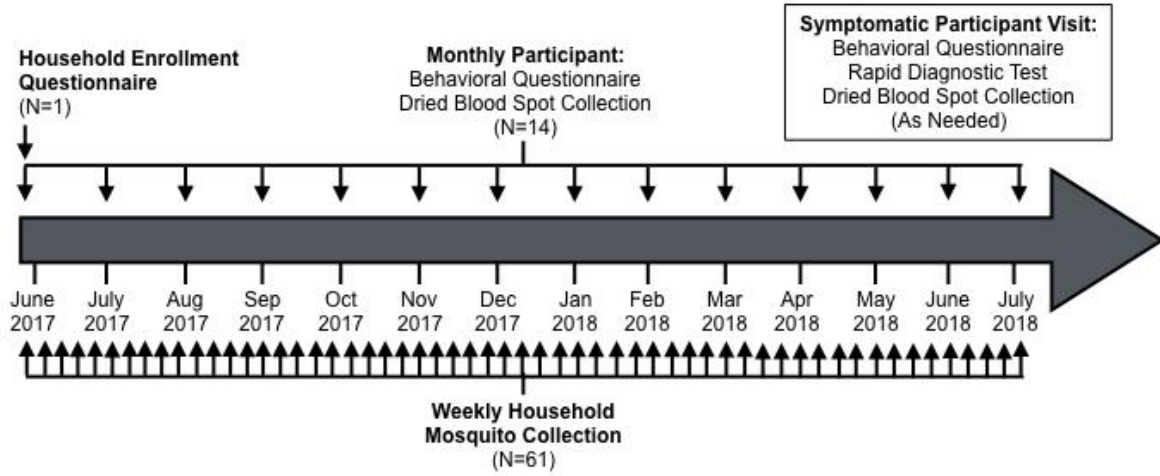 Household Enrollment
Questionnaire
(N=1)
Monthly Participant:
Behavioral Questionnaire
Dried Blood Spot Collection
(N=14)
Symptomatic Participant Visit:
Behavioral Questionnaire
Rapid Diagnostic Test
Dried Blood Spot Collection
(As Needed)
June July Aug Sep Oct Nov Dec Jan Feb Mar Apr May June July
2017 2017 2017 2017 2017 2017 2017 2018 2018 2018 2018 2018 2018 2018
Weekly Household
Mosquito Collection
(N=61)